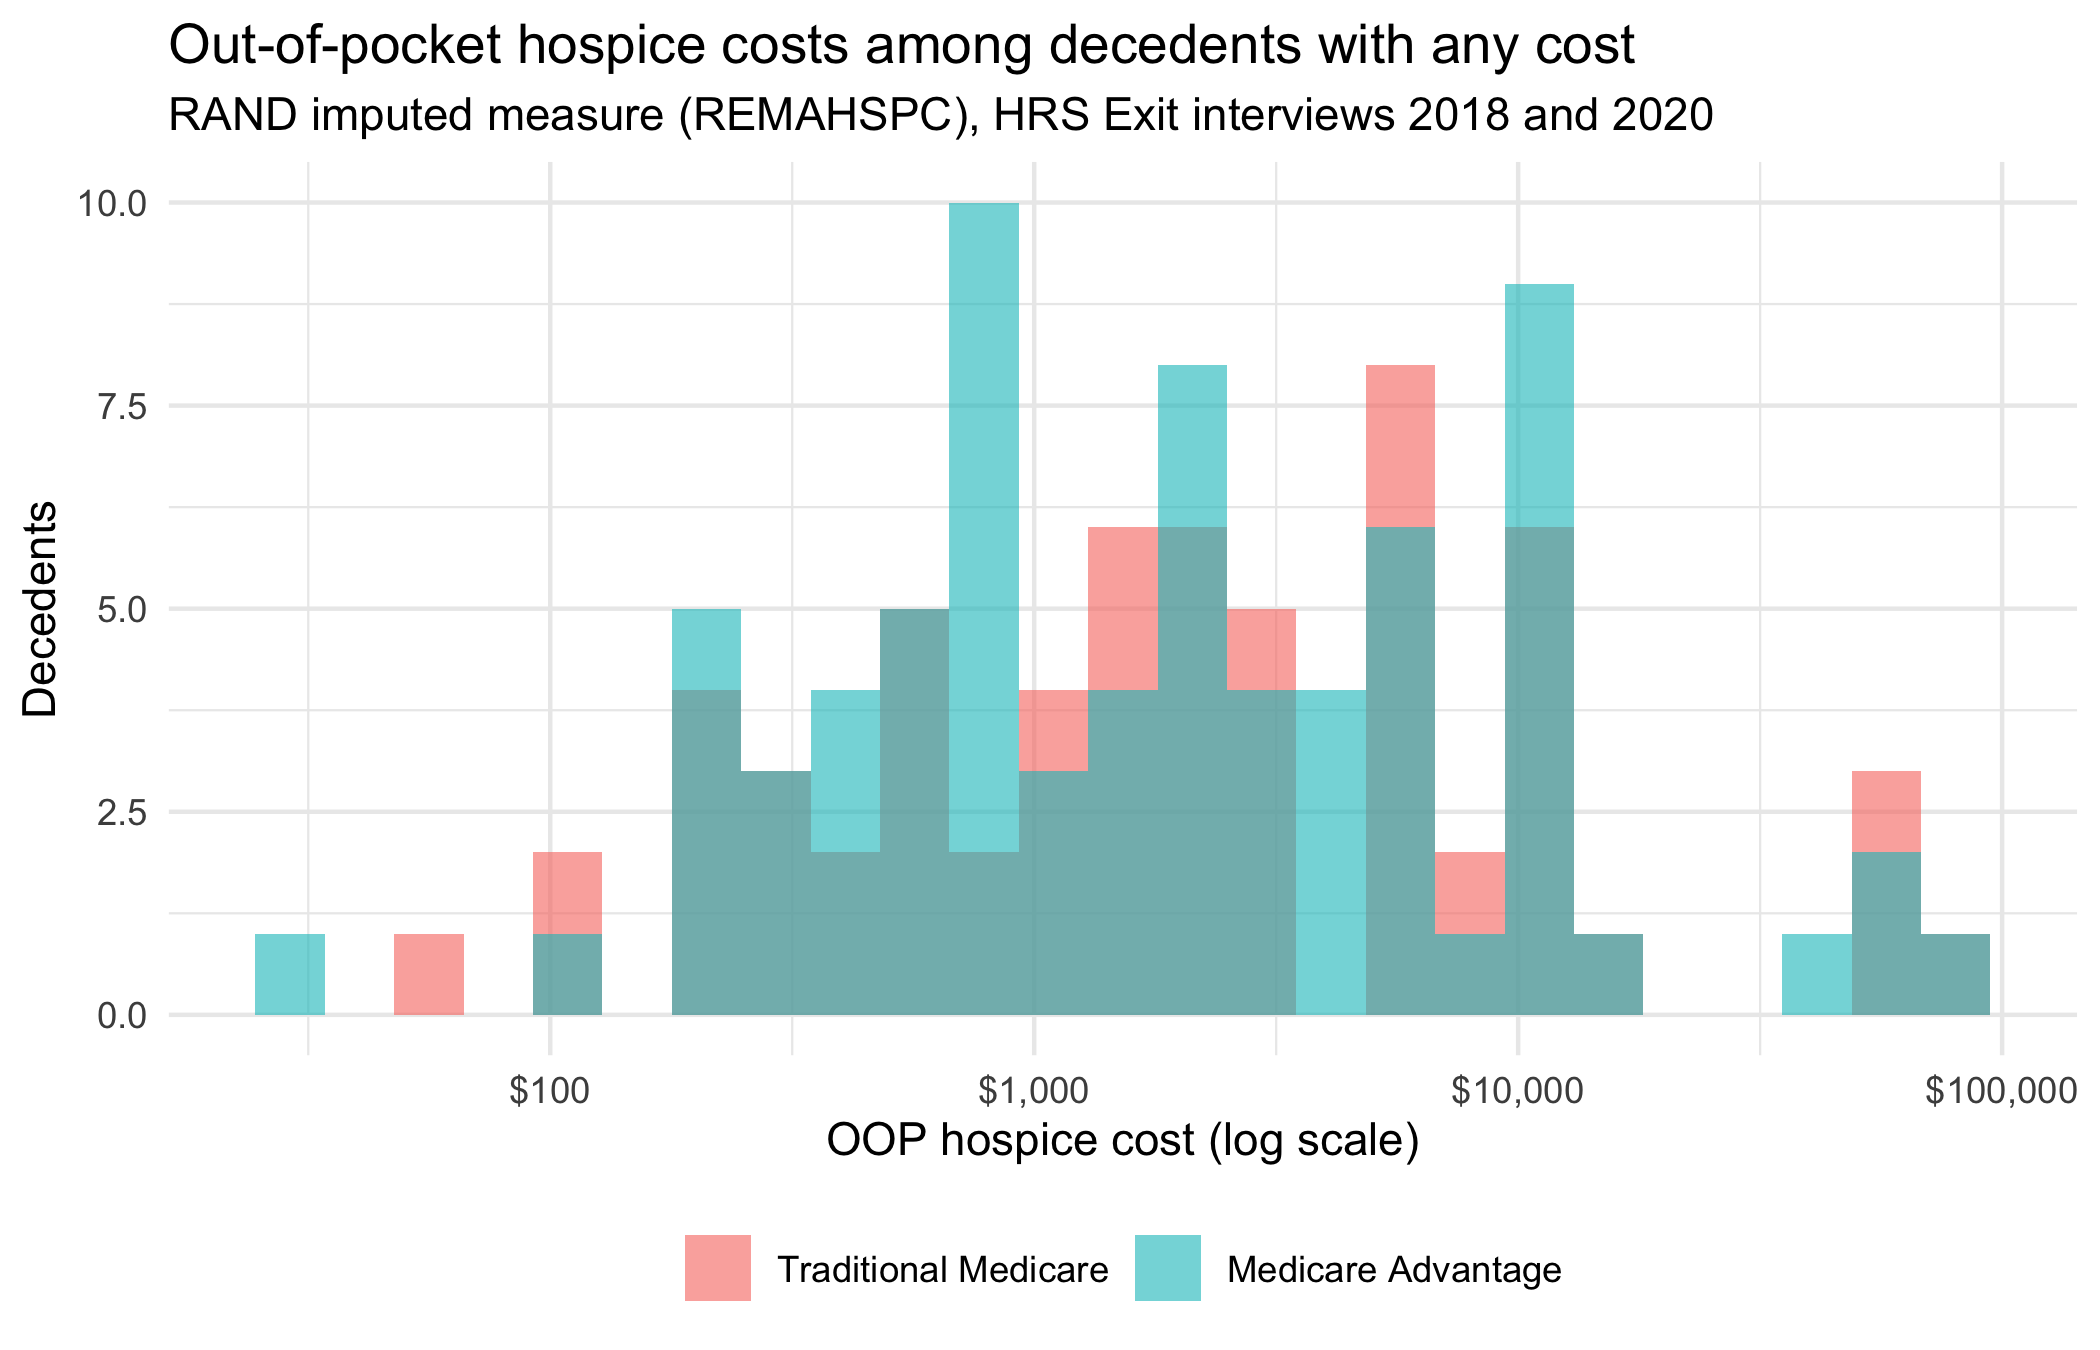 Out-of-pocket hospice costs among decedents with any cost
RAND imputed measure (REMAHSPC), HRS Exit interviews 2018 and 2020
10.0
7.5
5.0
2.5
0.0
Decedents
$100 $1,000 $10,000 $100,000
OOP hospice cost (log scale)
Traditional Medicare Medicare Advantage